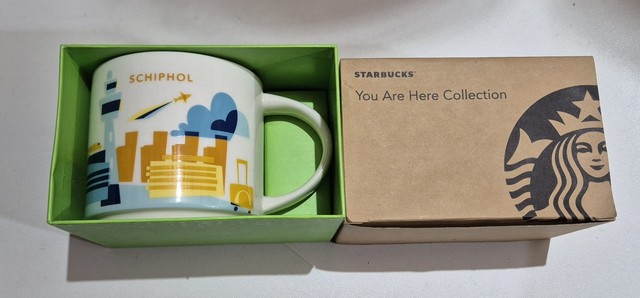 SCHIPHOL
STARBUCKS
You Are Here Collection